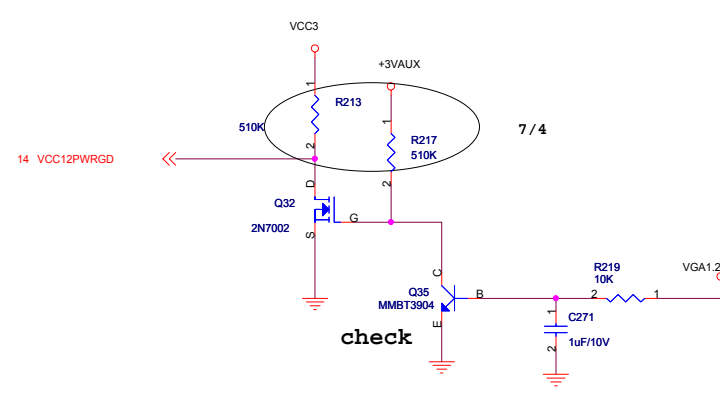 VCC3
+3VAUX
1
R213
510K
2
7/4
1
R217
510K
2
14 VCC12PWRGD
D
Q32
2N7002
G
S
C
Q35
MMBT3904
B
E
R219
10K
2
1
VGA1.2
1
C271
1uF/10V
2
check